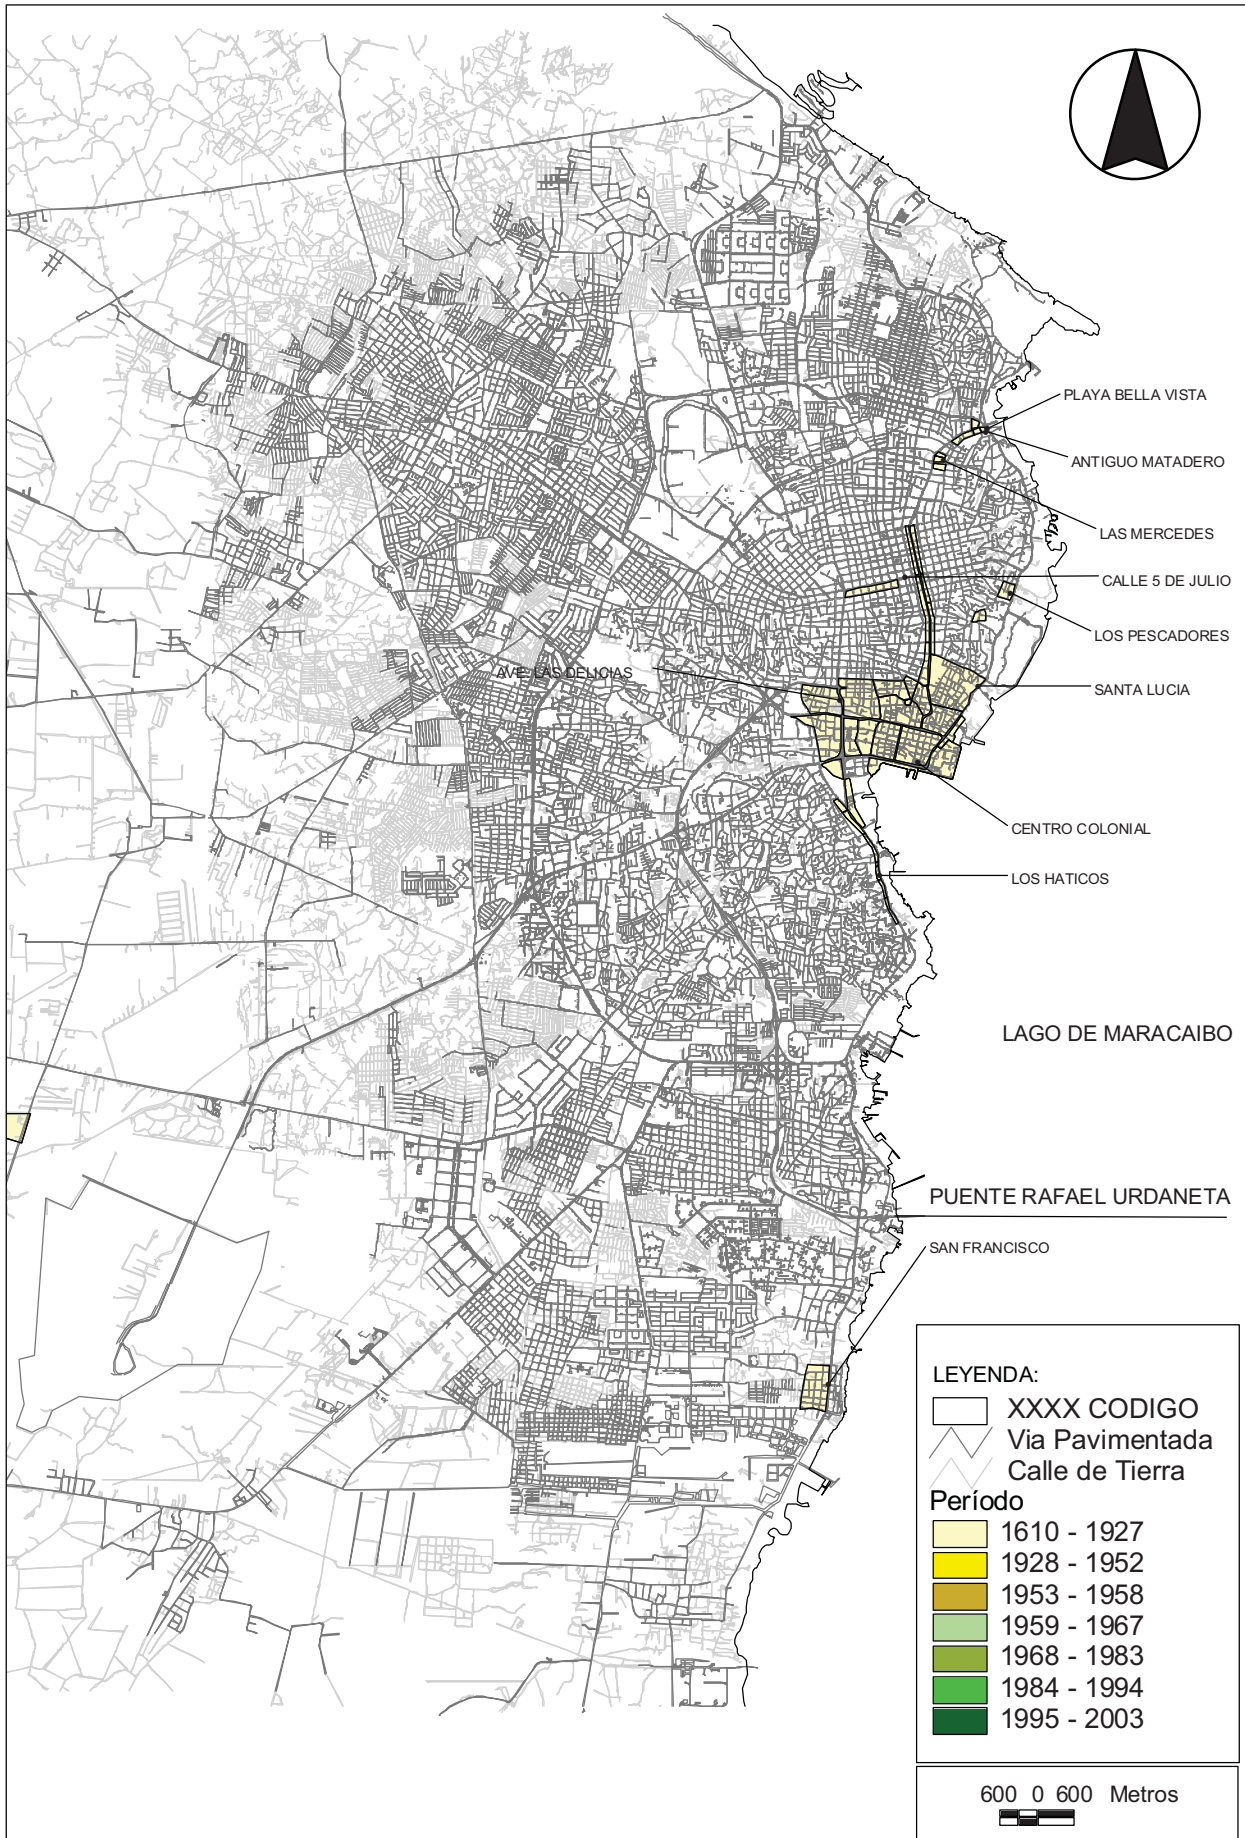 PLAYA BELLA VISTA
ANTIGUO MATADERO
LAS MERCEDES
CALLE 5 DE JULIO
LOS PESCADORES
AVE. LAS DELICIAS
SANTA LUCIA
CENTRO COLONIAL
LOS HATICOS
LAGO DE MARACAIBO
PUENTE RAFAEL URDANETA
SAN FRANCISCO
LEYENDA:
XXXX CODIGO
Via Pavimentada
Calle de Tierra
Período
1610 - 1927
1928 - 1952
1953 - 1958
1959 - 1967
1968 - 1983
1984 - 1994
1995 - 2003
600 0 600 Metros